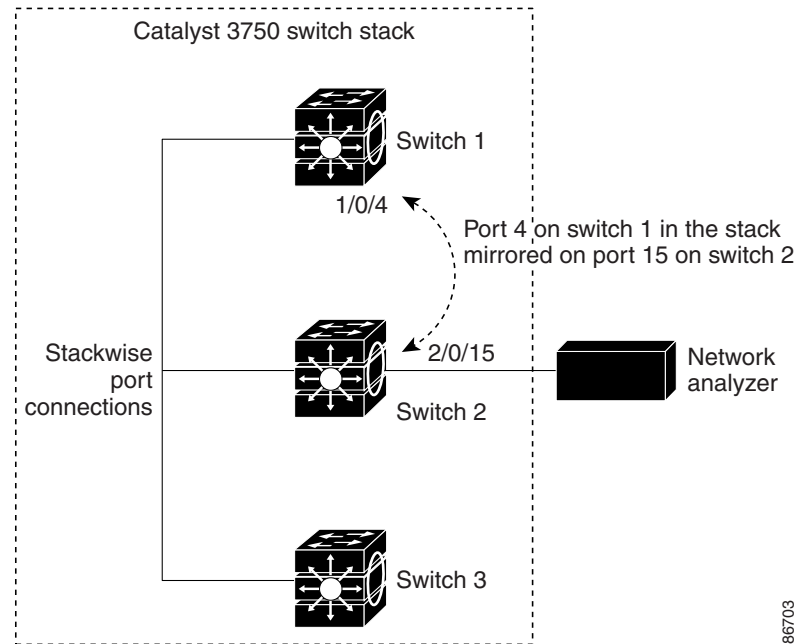 Catalyst 3750 switch stack
Switch 1
1/0/4
Port 4 on switch 1 in the stack
mirrored on port 15 on switch 2
Stackwise
port
connections
2/0/15
Switch 2
Network
analyzer
Switch 3
86703